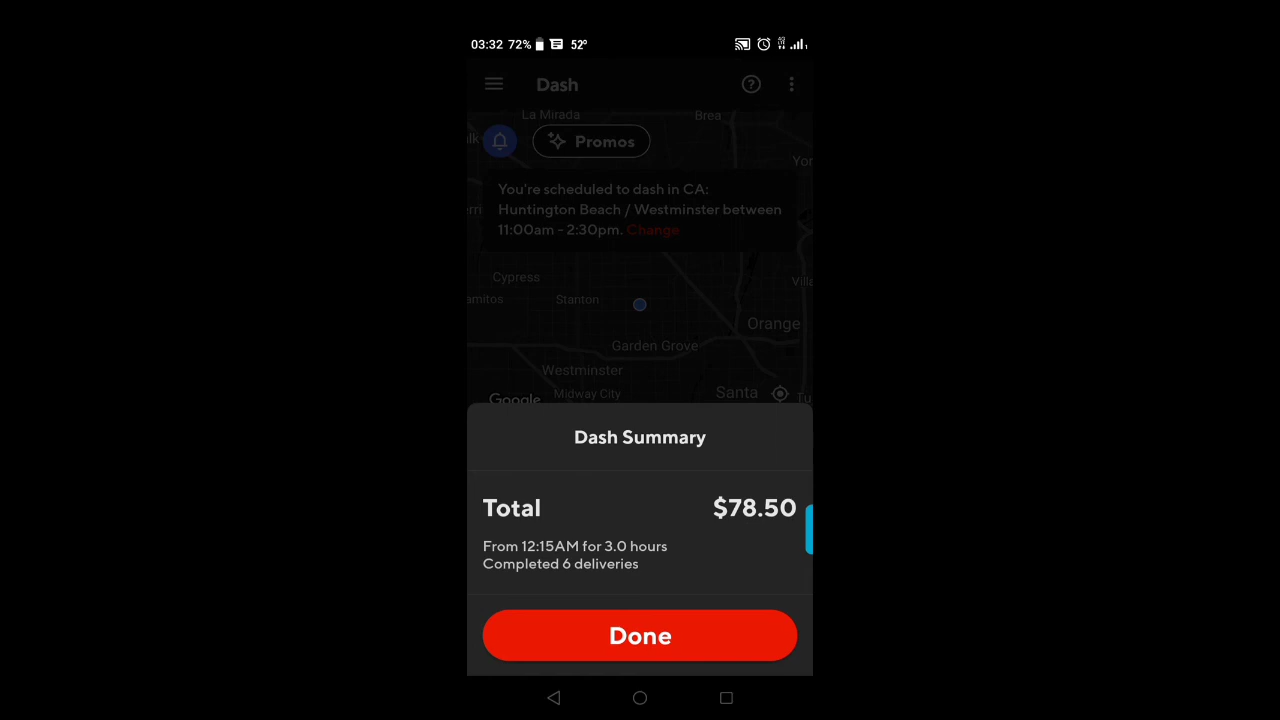 03:32 72% 52°
Dash
La Mirada
Brea
Promos
You're scheduled to dash in CA:
Huntington Beach / Westminster between
11:00am - 2:30pm. Change
Cypress
Stanton
Orange
Garden Grove
Westminster
Midway City
Santa
Google
Dash Summary
Total $78.50
From 12:15AM for 3.0 hours
Completed 6 deliveries
Done